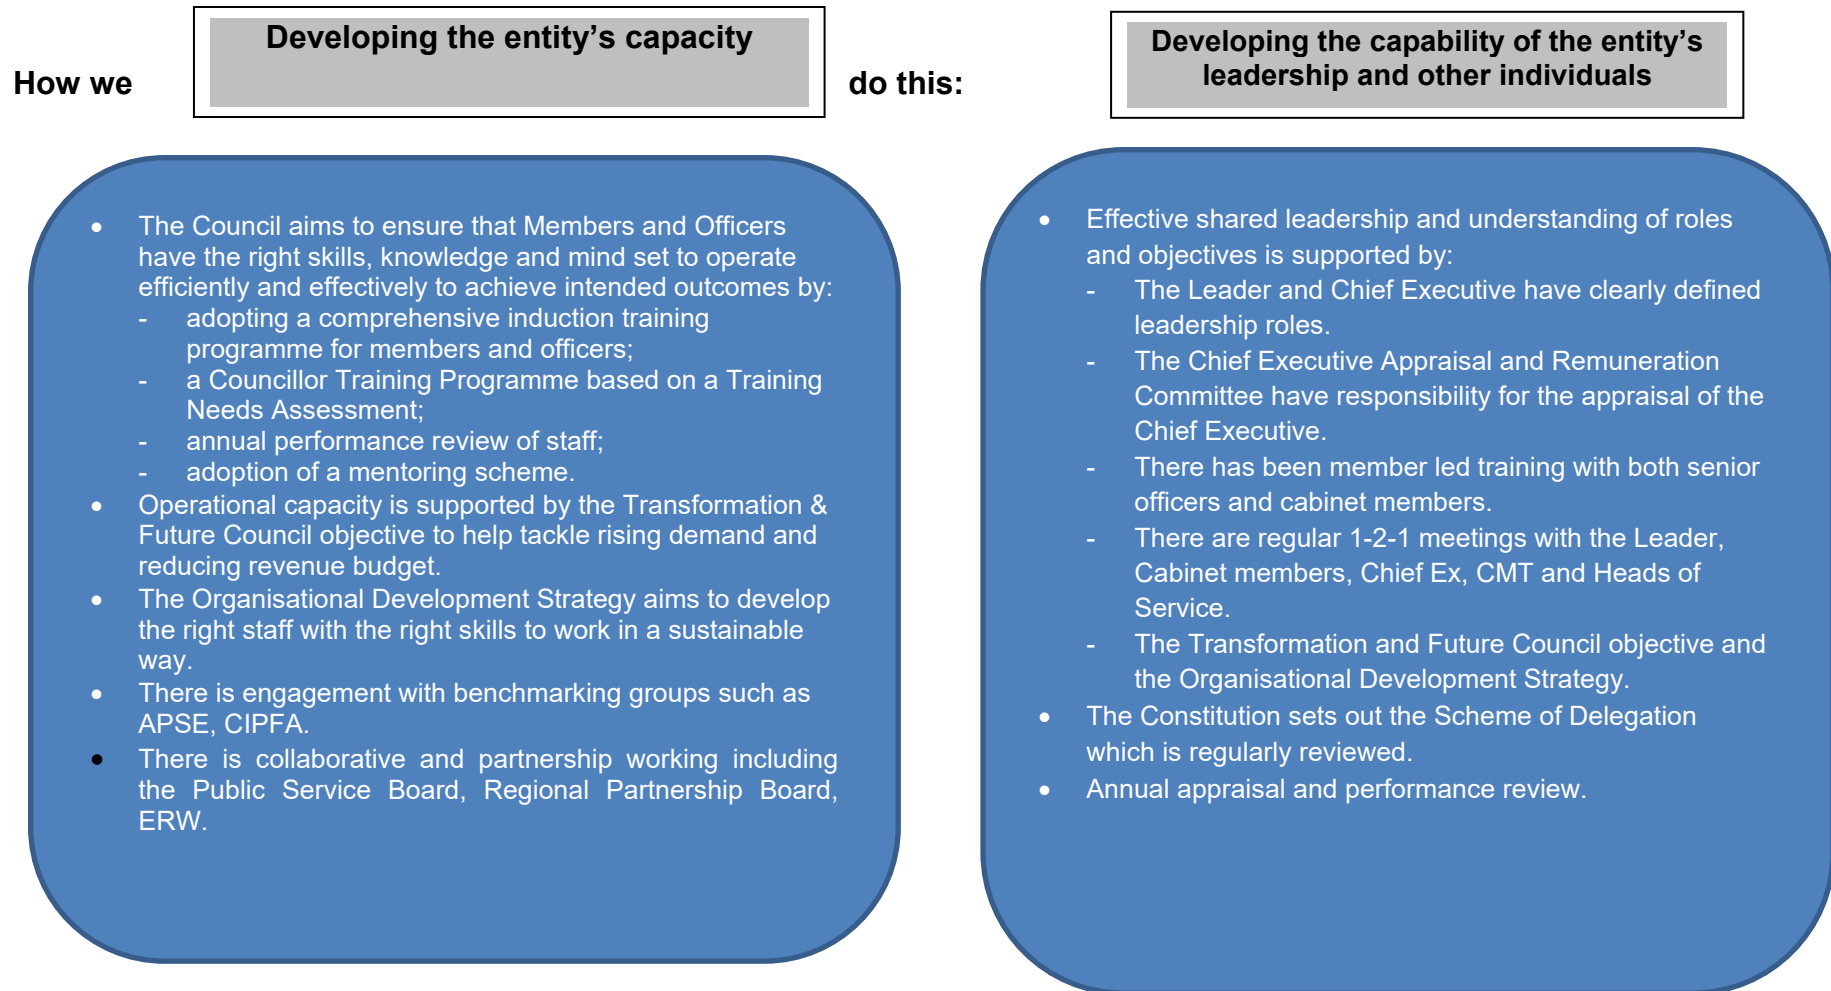 How we do this:
Developing the entity’s capacity
• The Council aims to ensure that Members and Officers
have the right skills, knowledge and mind set to operate
efficiently and effectively to achieve intended outcomes by:
- adopting a comprehensive induction training
programme for members and officers;
- a Councillor Training Programme based on a Training
Needs Assessment;
- annual performance review of staff;
- adoption of a mentoring scheme.
• Operational capacity is supported by the Transformation &
Future Council objective to help tackle rising demand and
reducing revenue budget.
• The Organisational Development Strategy aims to develop
the right staff with the right skills to work in a sustainable
way.
• There is engagement with benchmarking groups such as
APSE, CIPFA.
• There is collaborative and partnership working including
the Public Service Board, Regional Partnership Board,
ERW.
Developing the capability of the entity’s
leadership and other individuals
• Effective shared leadership and understanding of roles
and objectives is supported by:
- The Leader and Chief Executive have clearly defined
leadership roles.
- The Chief Executive Appraisal and Remuneration
Committee have responsibility for the appraisal of the
Chief Executive.
- There has been member led training with both senior
officers and cabinet members.
- There are regular 1-2-1 meetings with the Leader,
Cabinet members, Chief Ex, CMT and Heads of
Service.
- The Transformation and Future Council objective and
the Organisational Development Strategy.
• The Constitution sets out the Scheme of Delegation
which is regularly reviewed.
• Annual appraisal and performance review.